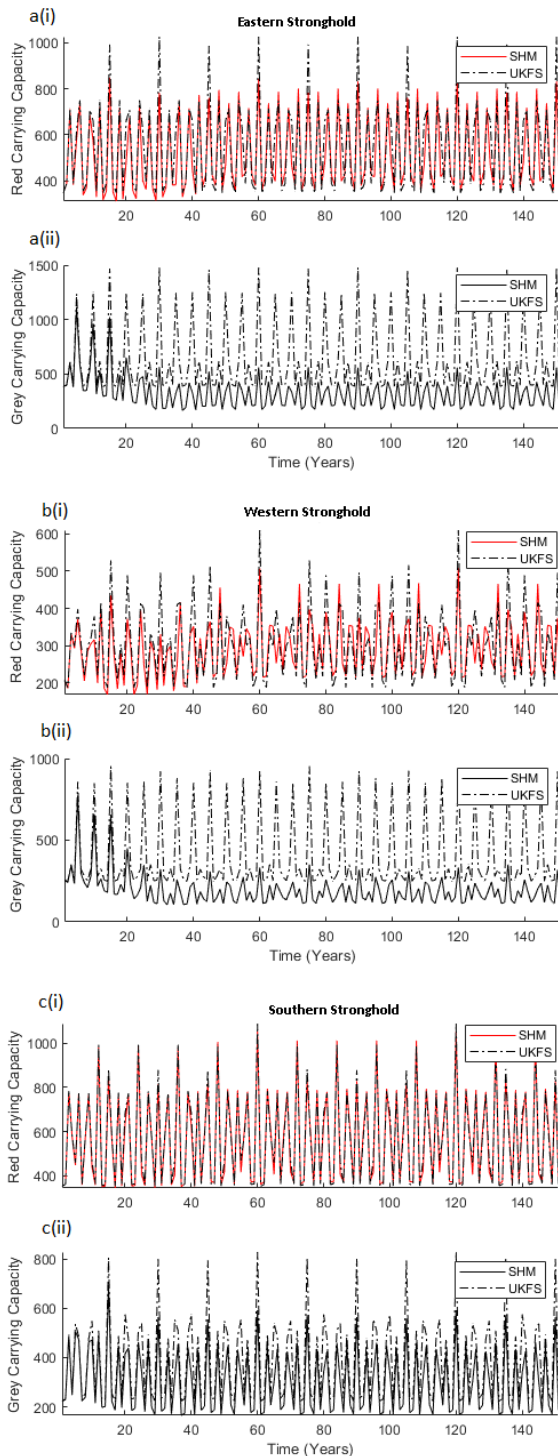 a(i)
Eastern Stronghold
Red Carrying Capacity
1000
800
600
400
SHM
UKFS
20 40 60 80 100 120 140
a(ii)
Grey Carrying Capacity
1500
1000
500
0
SHM
UKFS
20 40 60 80 100 120 140
Time (Years)
b(i)
Western Stronghold
Red Carrying Capacity
600
500
400
300
200
SHM
UKFS
20 40 60 80 100 120 140
b(ii)
Grey Carrying Capacity
1000
500
0
SHM
UKFS
20 40 60 80 100 120 140
Time (Years)
c(i)
Southern Stronghold
Red Carrying Capacity
1000
800
600
400
SHM
UKFS
20 40 60 80 100 120 140
c(ii)
Grey Carrying Capacity
800
600
400
200
SHM
UKFS
20 40 60 80 100 120 140
Time (Years)